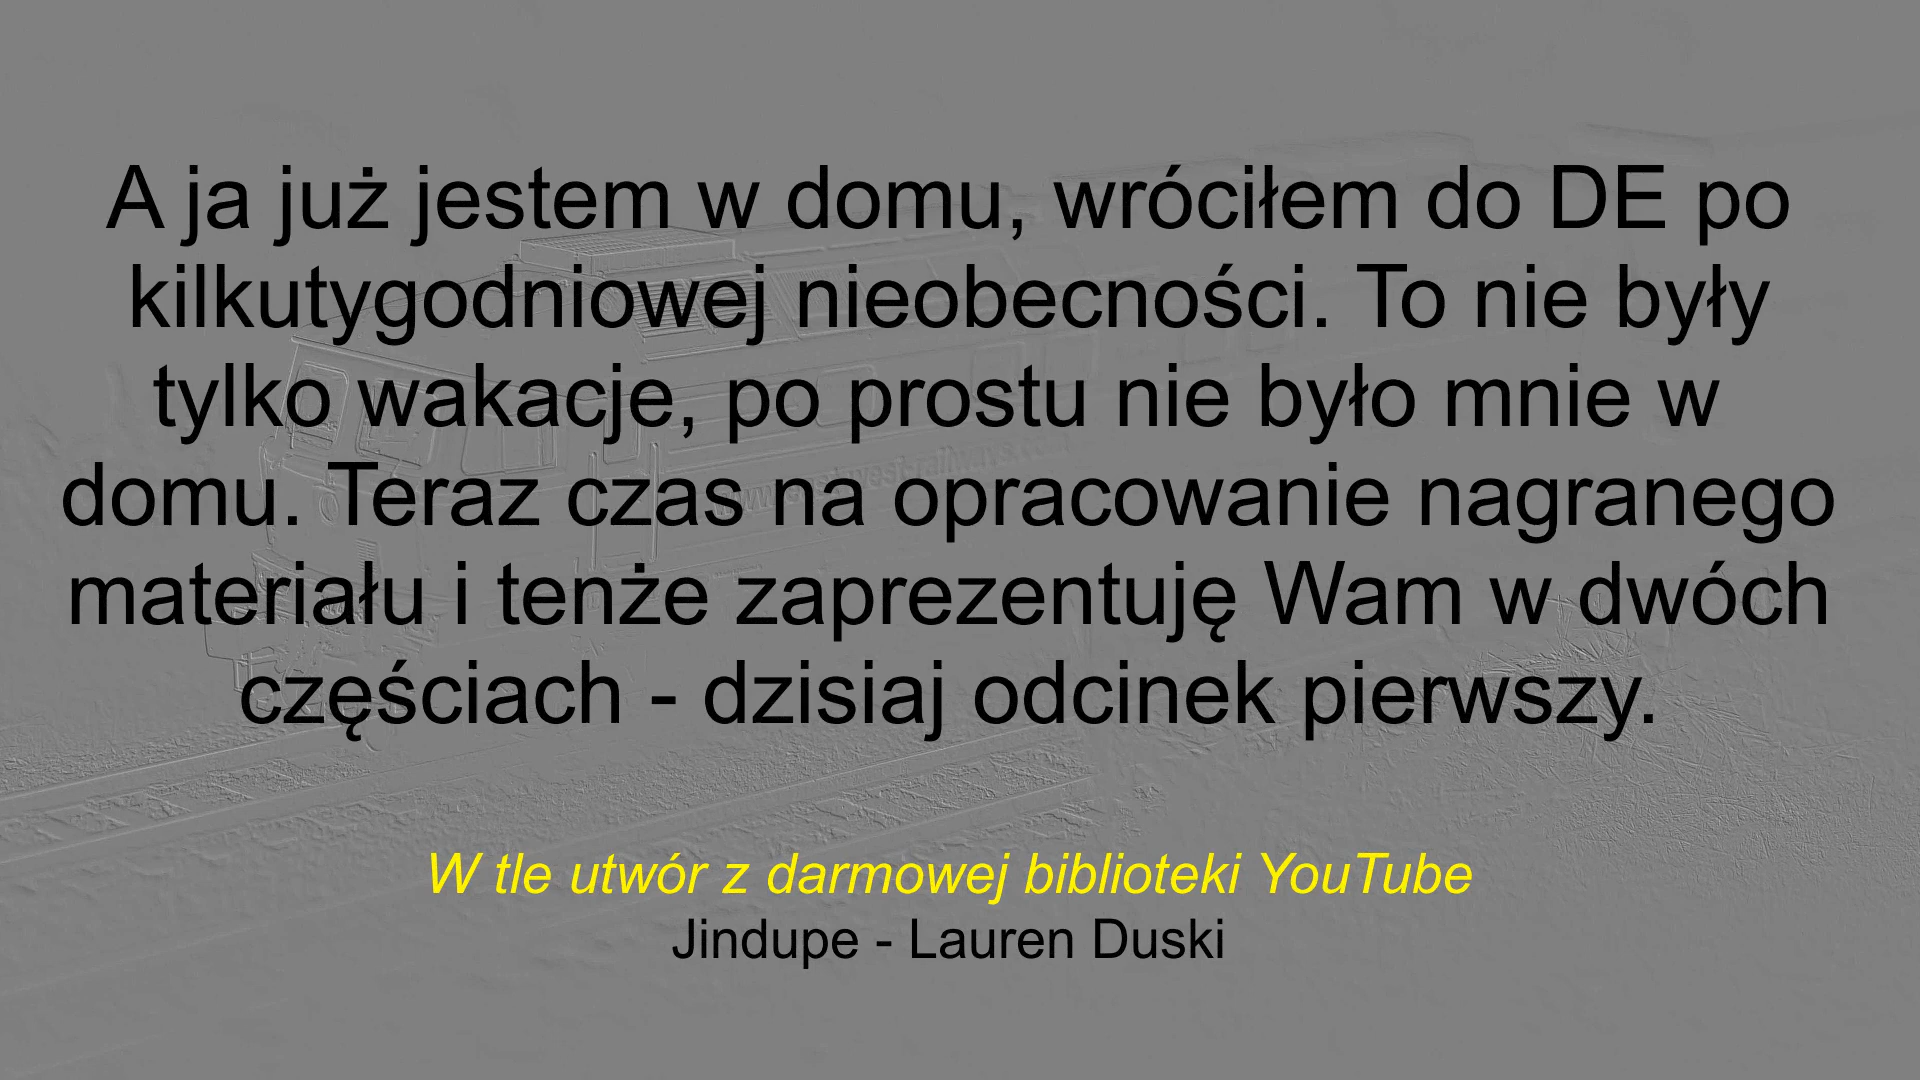 A ja już jestem w domu, wróciłem do DE po
kilkutygodniowej nieobecności. To nie były
tylko wakacje, po prostu nie było mnie w
domu. Teraz czas na opracowanie nagranego
materiału i tenże zaprezentuję Wam w dwóch
częściach - dzisiaj odcinek pierwszy.
W tle utwór z darmowej biblioteki YouTube
Jindupe - Lauren Duski